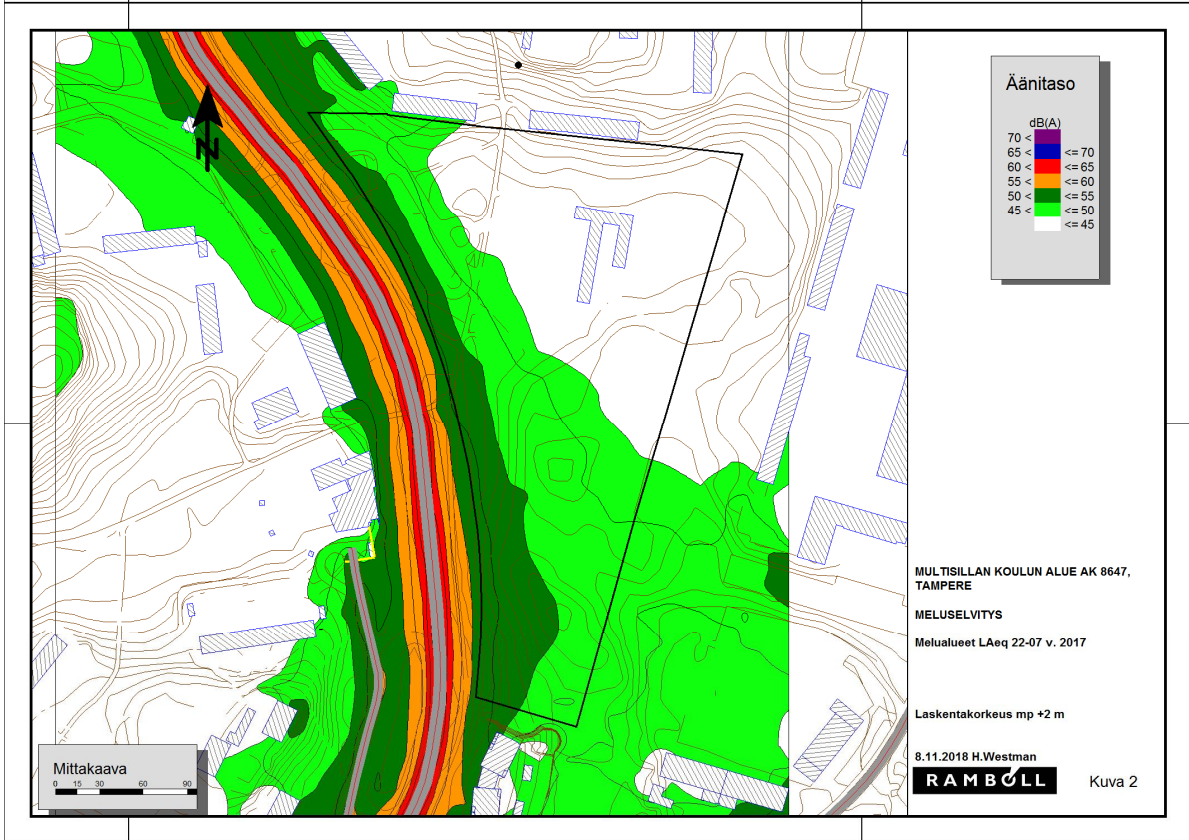 N
Äänitaso
dB(A)
70 <
65 < <= 70
60 < <= 65
55 < <= 60
50 < <= 55
45 < <= 50
<= 45
MULTISILLAN KOULUN ALUE AK 8647,
TAMPERE
MELUSELVITYS
Melualueet LAeq 22-07 v. 2017
Laskentakorkeus mp +2 m
8.11.2018 H.Westman
RAMBOLL
Kuva 2
Mittakaava
0 15 30 60 90